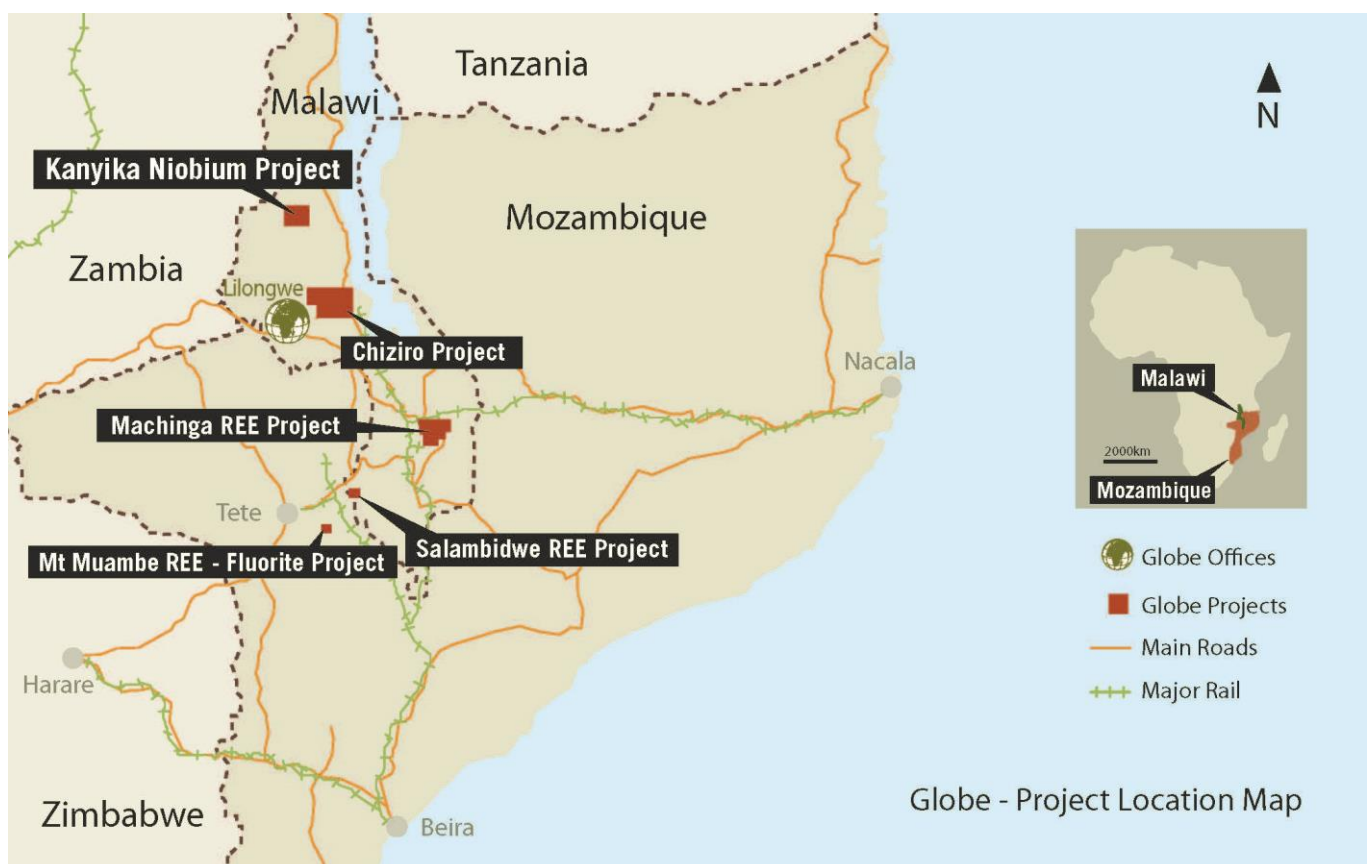 Tanzania
Malawi
N
Kanyika Niobium Project
Mozambique
Zambia
Lilongwe
Chiziro Project
Nacala
Malawi
Machinga REE Project
2000km
Mozambique
Tete
Salambidwe REE Project
Mt Muambe REE - Fluorite Project
Globe Offices
Globe Projects
Main Roads
Major Rail
Harare
Zimbabwe
Beira
Globe - Project Location Map